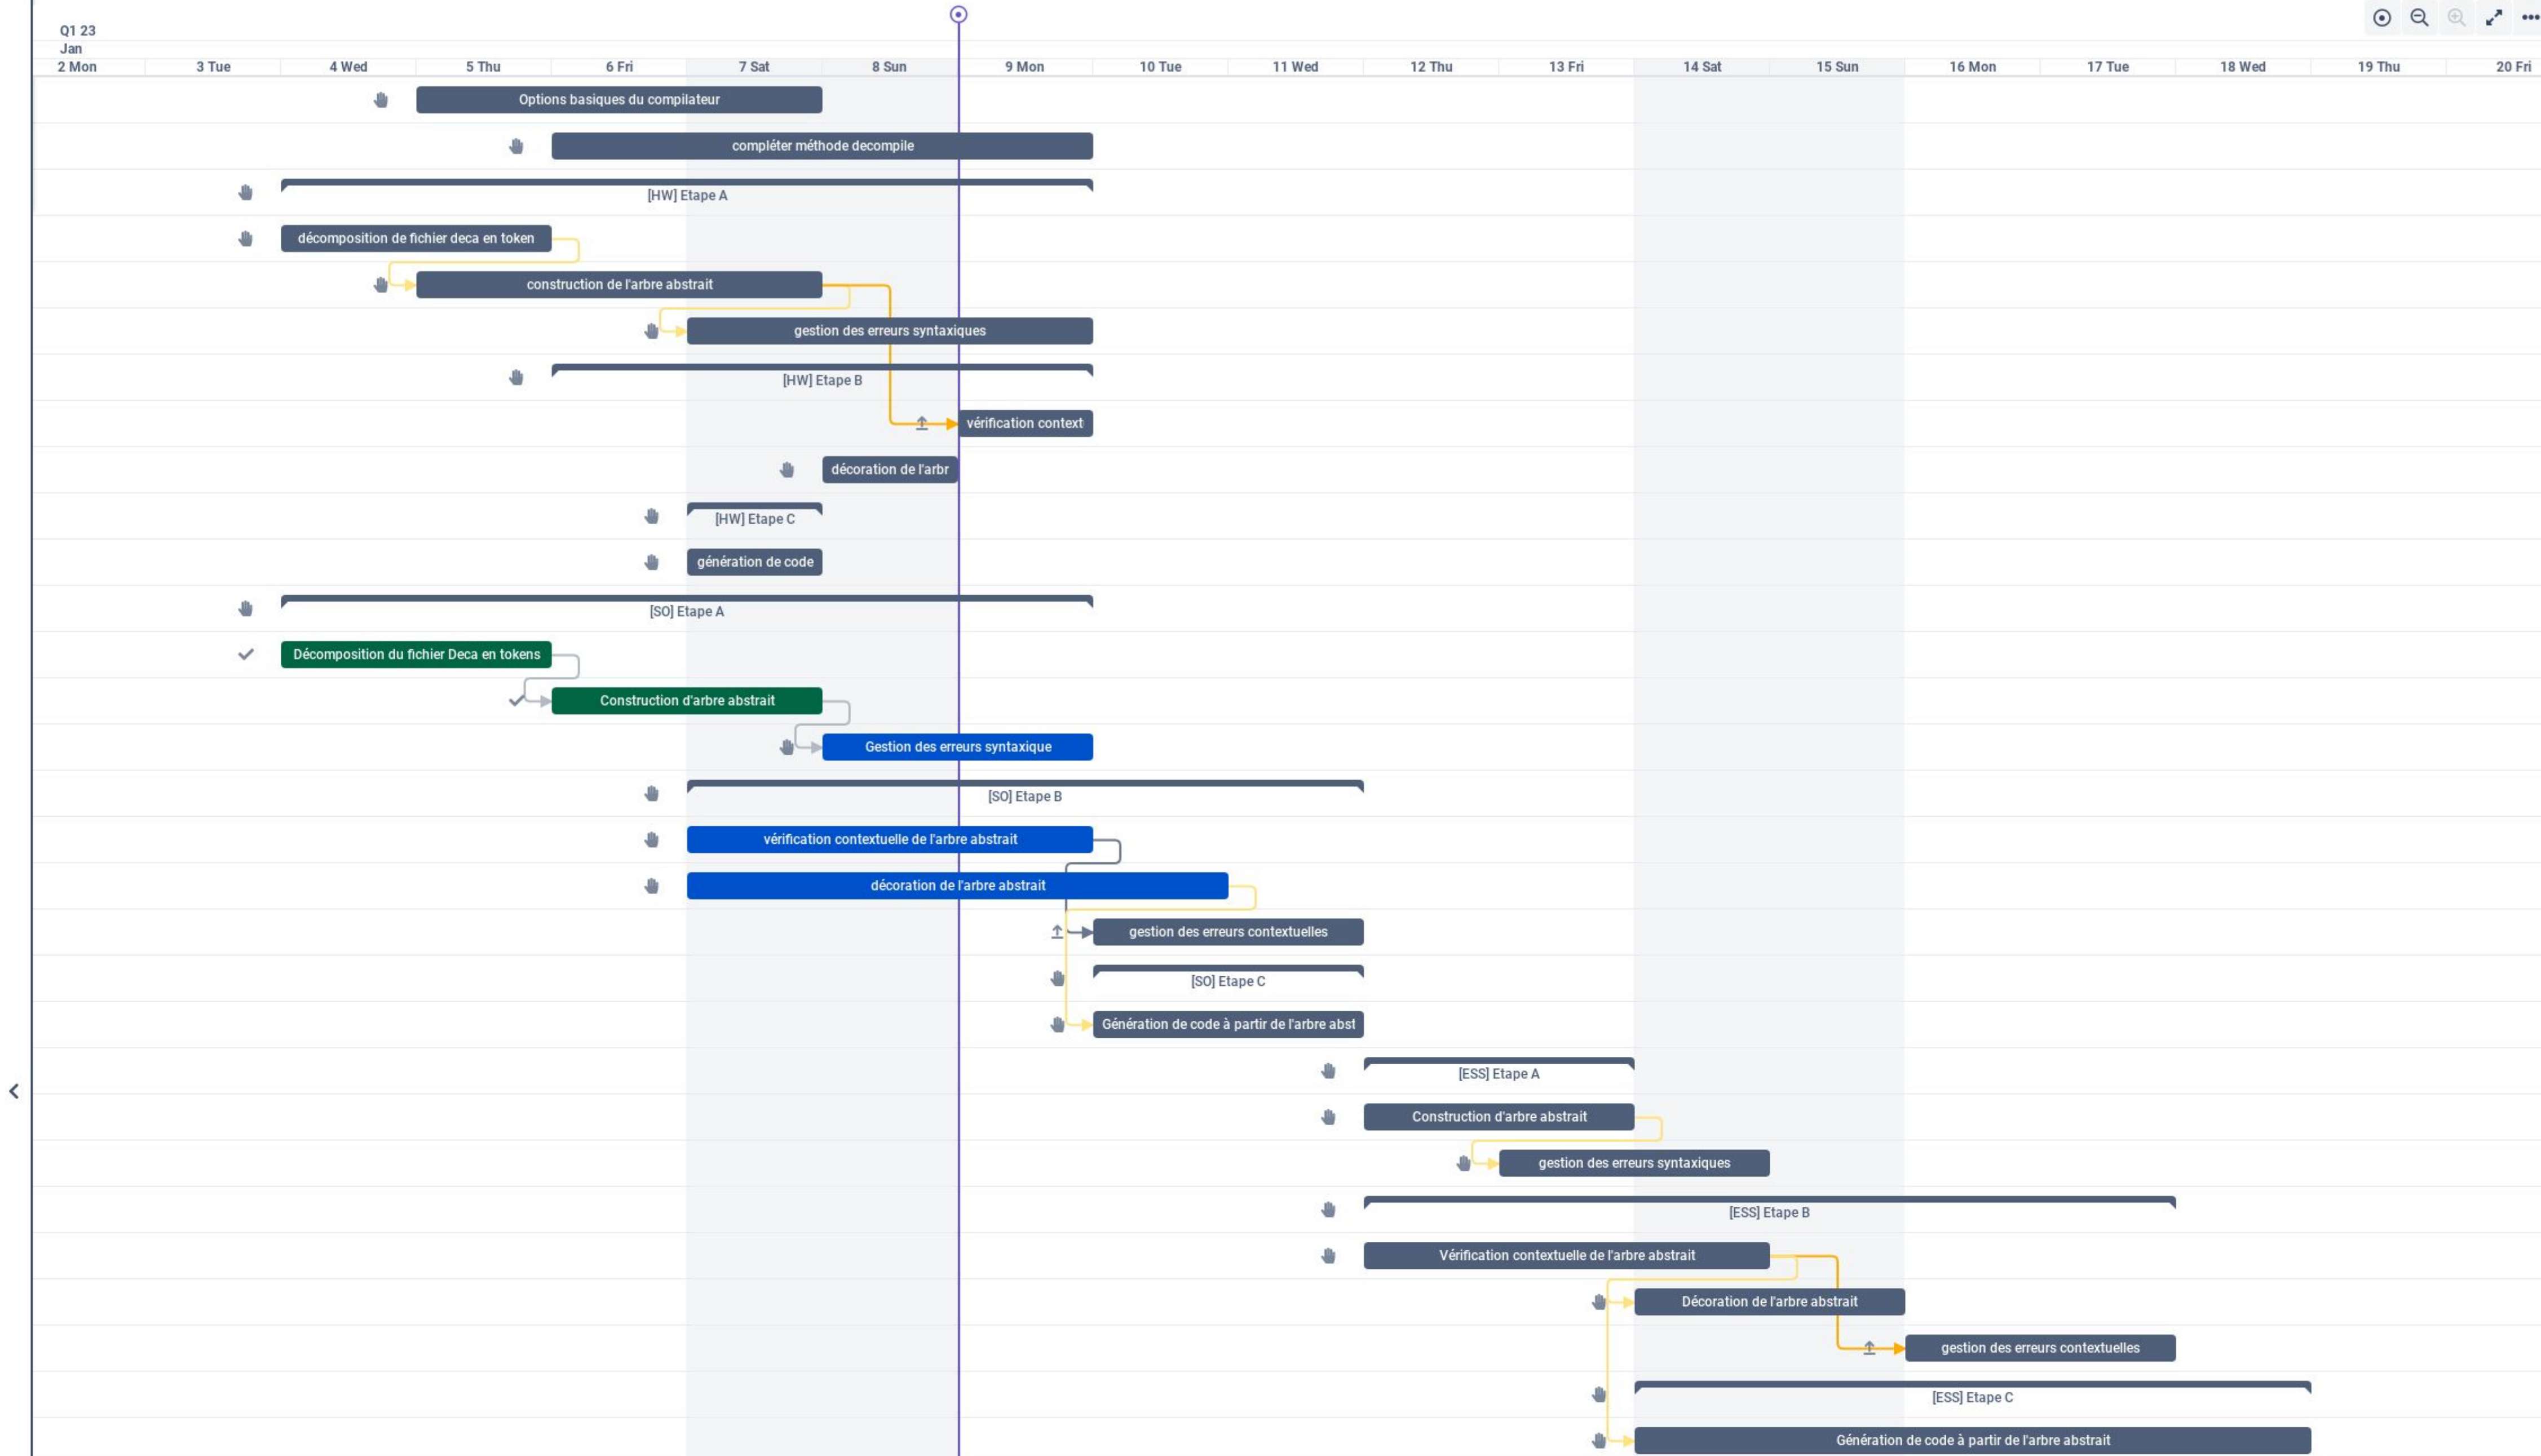 Q1 23
Jan
2 Mon 3 Tue 4 Wed 5 Thu 6 Fri 7 Sat 8 Sun 9 Mon 10 Tue 11 Wed 12 Thu 13 Fri 14 Sat 15 Sun 16 Mon 17 Tue 18 Wed 19 Thu 20 Fri
Options basiques du compilateur
compléter méthode decompile
[HW] Etape A
décomposition de fichier deca en token
construction de l'arbre abstrait
gestion des erreurs syntaxiques
[HW] Etape B
vérification context
décoration de l'arbr
[HW] Etape C
génération de code
[SO] Etape A
Décomposition du fichier Deca en tokens
Construction d'arbre abstrait
Gestion des erreurs syntaxique
[SO] Etape B
vérification contextuelle de l'arbre abstrait
décoration de l'arbre abstrait
gestion des erreurs contextuelles
[SO] Etape C
Génération de code à partir de l'arbre abst
[ESS] Etape A
Construction d'arbre abstrait
gestion des erreurs syntaxiques
[ESS] Etape B
Vérification contextuelle de l'arbre abstrait
Décoration de l'arbre abstrait
gestion des erreurs contextuelles
[ESS] Etape C
Génération de code à partir de l'arbre abstrait